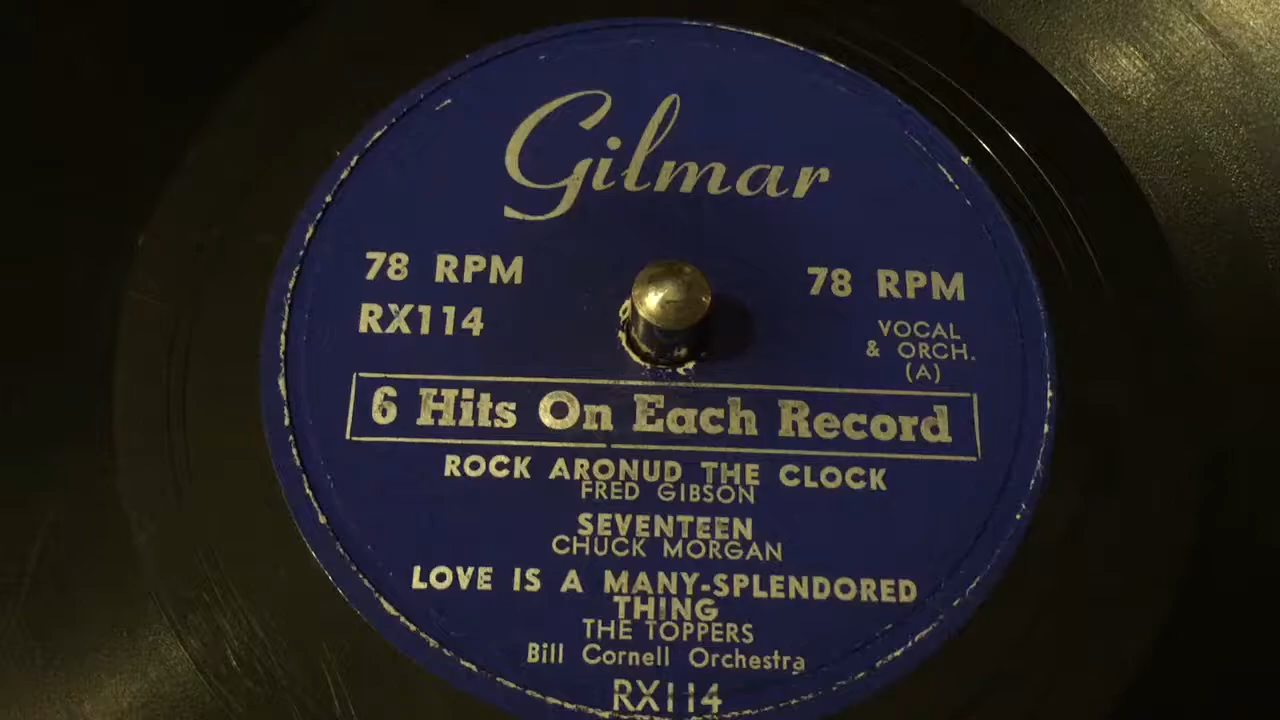 Gilmar
78 RPM
78 RPM
RX114
VOCAL
& ORCH.
(A)
6 Hits On Each Record
ROCK ARONUD THE CLOCK
FRED GIBSON
SEVENTEEN
CHUCK MORGAN
LOVE IS A MANY-SPLENDORED
THING
THE TOPPERS
Bill Cornell Orchestra
RX114